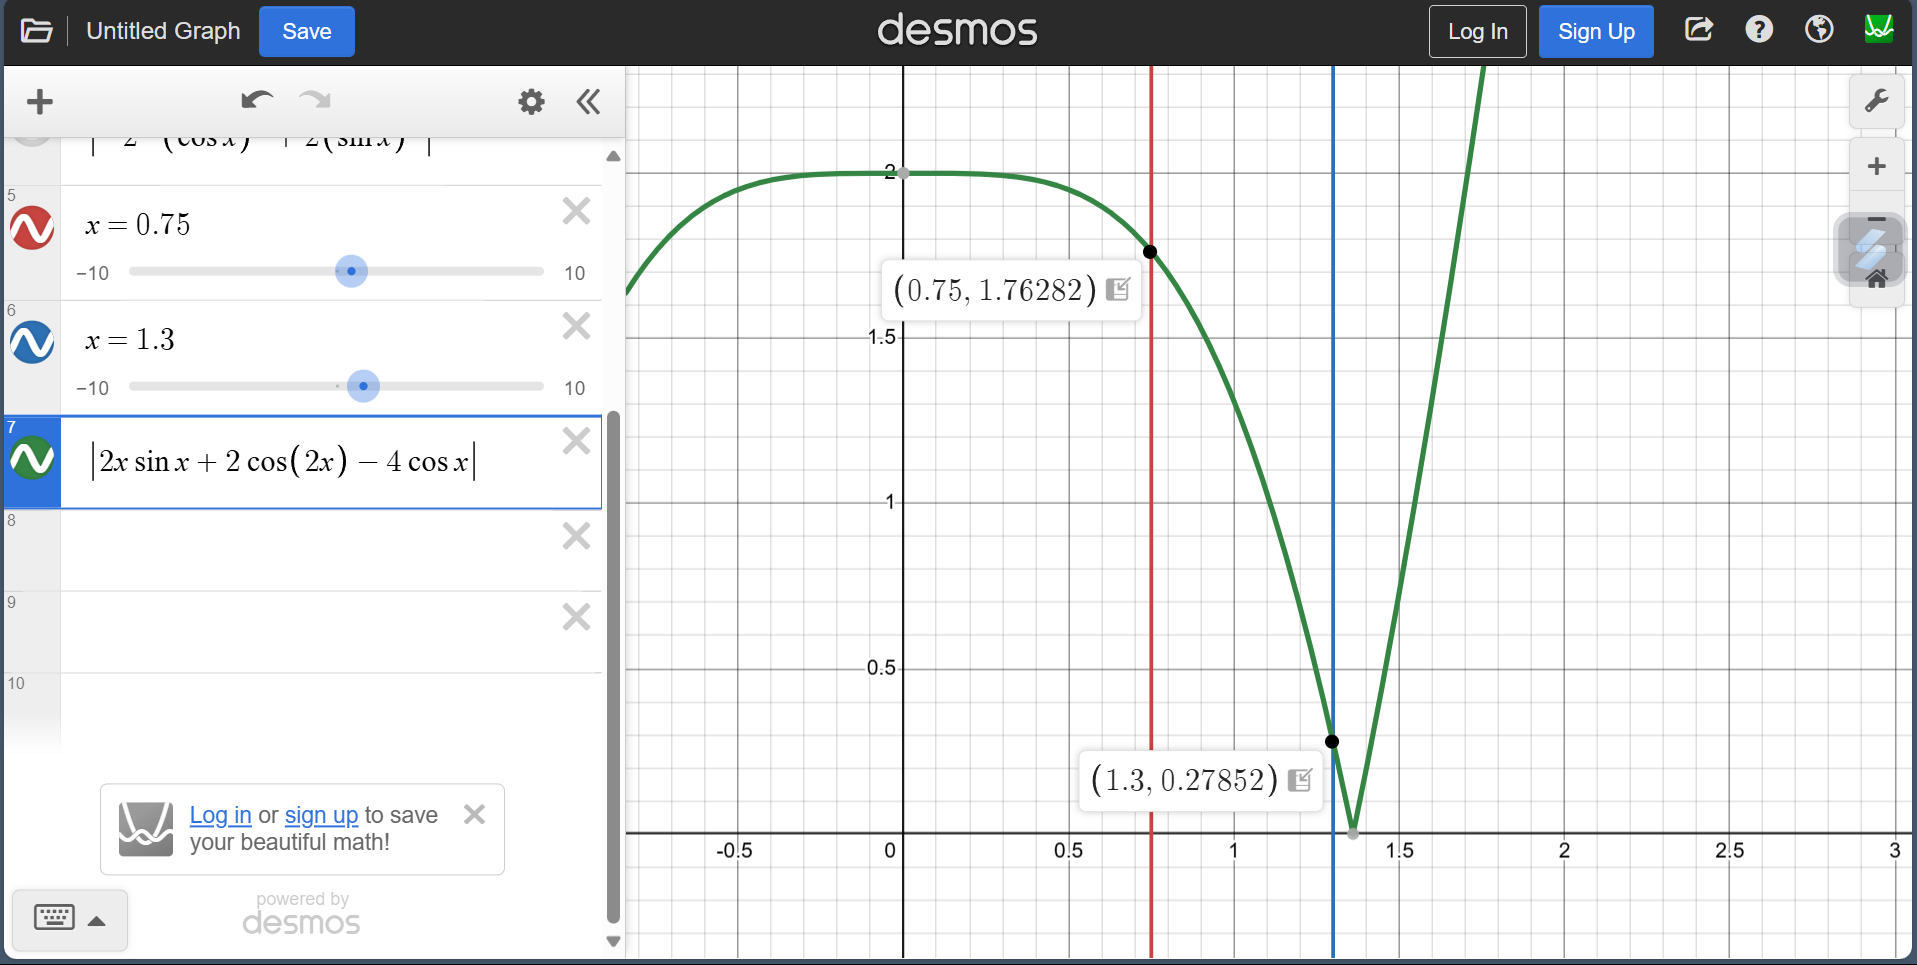 Untitled Graph
Save
desmos
Log In
Sign Up
5
x = 0.75
−10
10
6
x = 1.3
−10
10
7
|2x sin x + 2 cos(2x) − 4 cos x|
8
9
10
Log in or sign up to save
your beautiful math!
powered by
desmos
2
(0.75, 1.76282)
1.5
1
0.5
(1.3, 0.27852)
-0.5
0
0.5
1
1.5
2
2.5
3